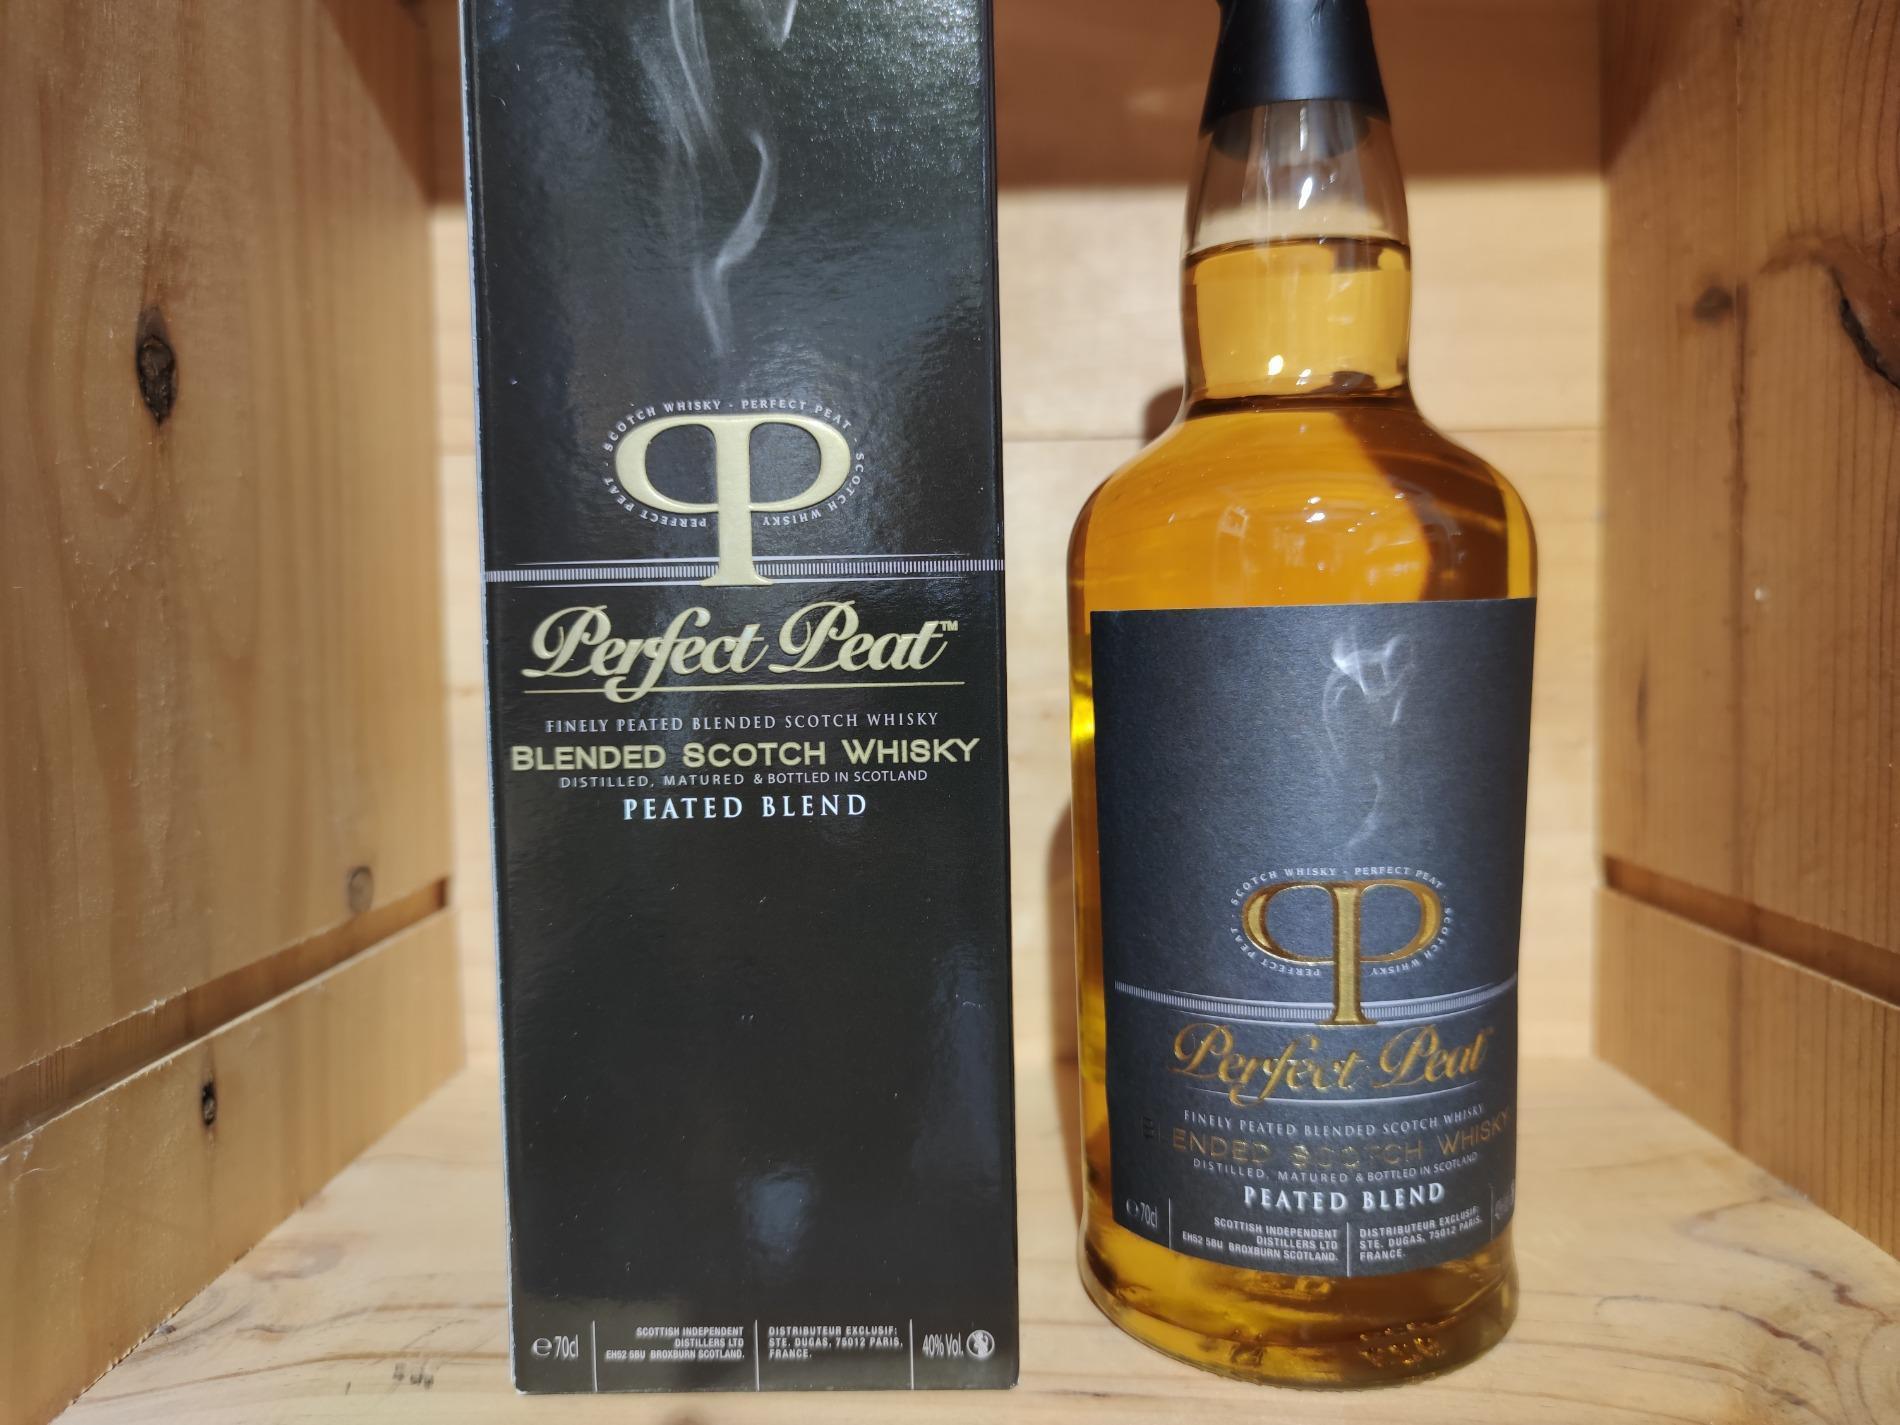 SCOTCH WHISKY - PERFECT PEAT - SCOTCH WHISKY PERFECT PEAT -
P
Perfect Peat™
FINELY PEATED BLENDED SCOTCH WHISKY
BLENDED SCOTCH WHISKY
DISTILLED, MATURED & BOTTLED IN SCOTLAND
PEATED BLEND
℮ 70cl
SCOTTISH INDEPENDENT
DISTILLERS LTD
EH52 5BU BROXBURN SCOTLAND.
DISTRIBUTEUR EXCLUSIF:
STE. DUGAS, 75012 PARIS.
FRANCE.
40% Vol.
SCOTCH WHISKY - PERFECT PEAT - SCOTCH WHISKY PERFECT PEAT -
P
Perfect Peat
FINELY PEATED BLENDED SCOTCH WHISKY
BLENDED SCOTCH WHISKY
DISTILLED, MATURED & BOTTLED IN SCOTLAND
PEATED BLEND
℮ 70cl
SCOTTISH INDEPENDENT
DISTILLERS LTD
EH52 5BU BROXBURN SCOTLAND.
DISTRIBUTEUR EXCLUSIF:
STE. DUGAS, 75012 PARIS.
FRANCE.